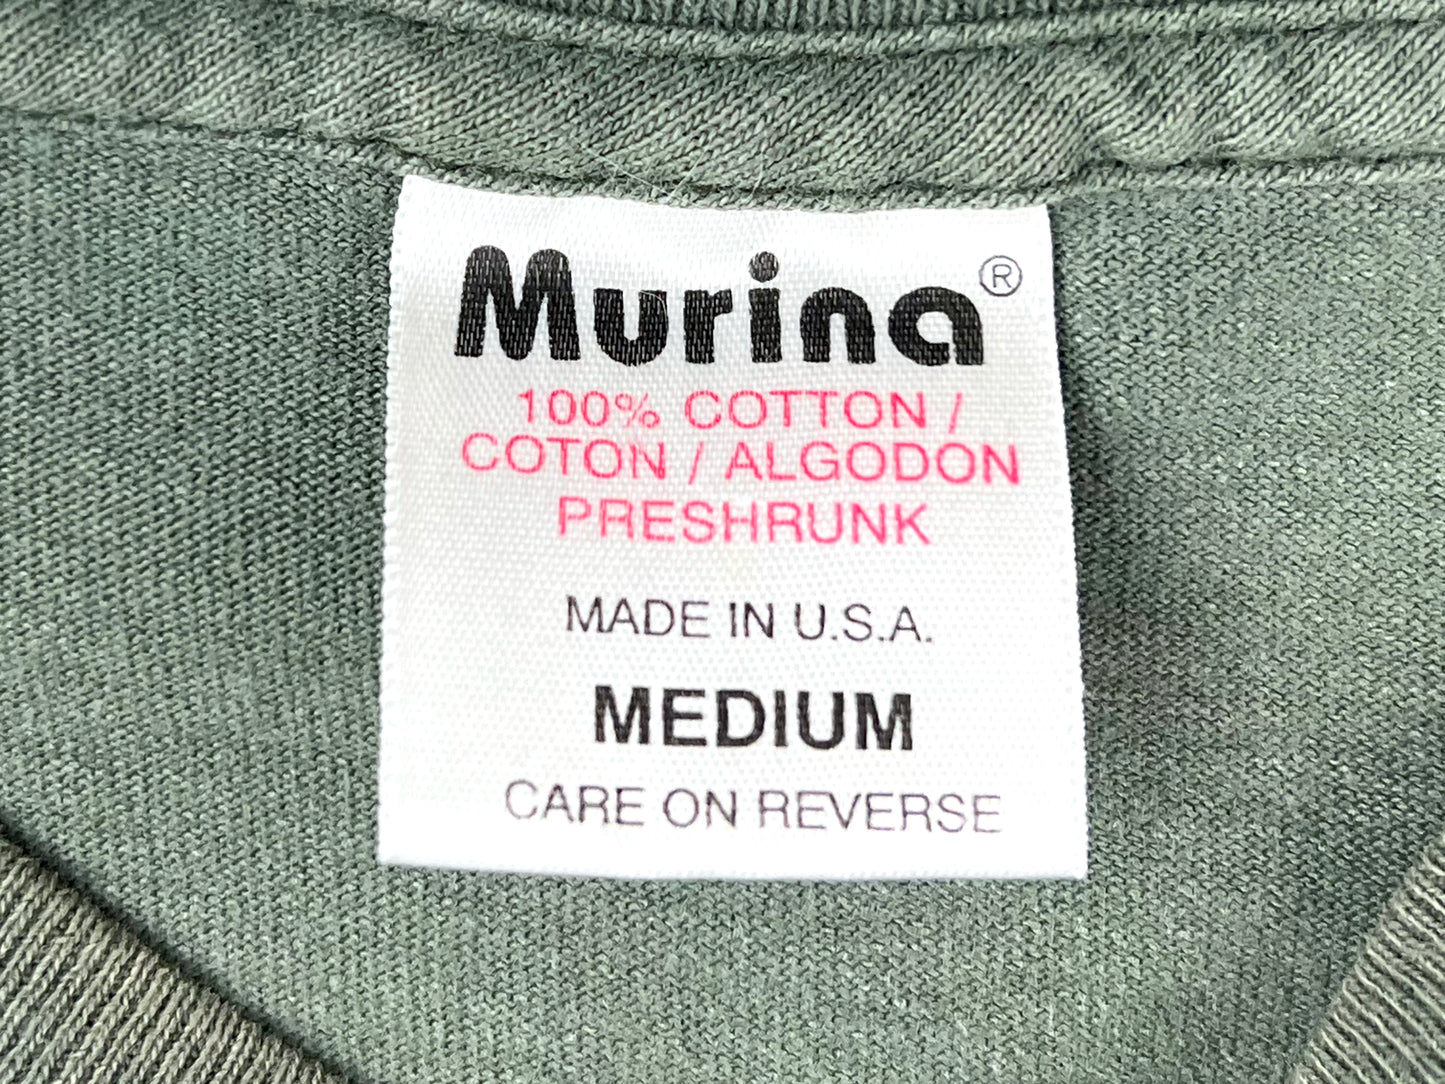 Murina®
100% COTTON /
COTON / ALGODON
PRESHRUNK
MADE IN U.S.A.
MEDIUM
CARE ON REVERSE